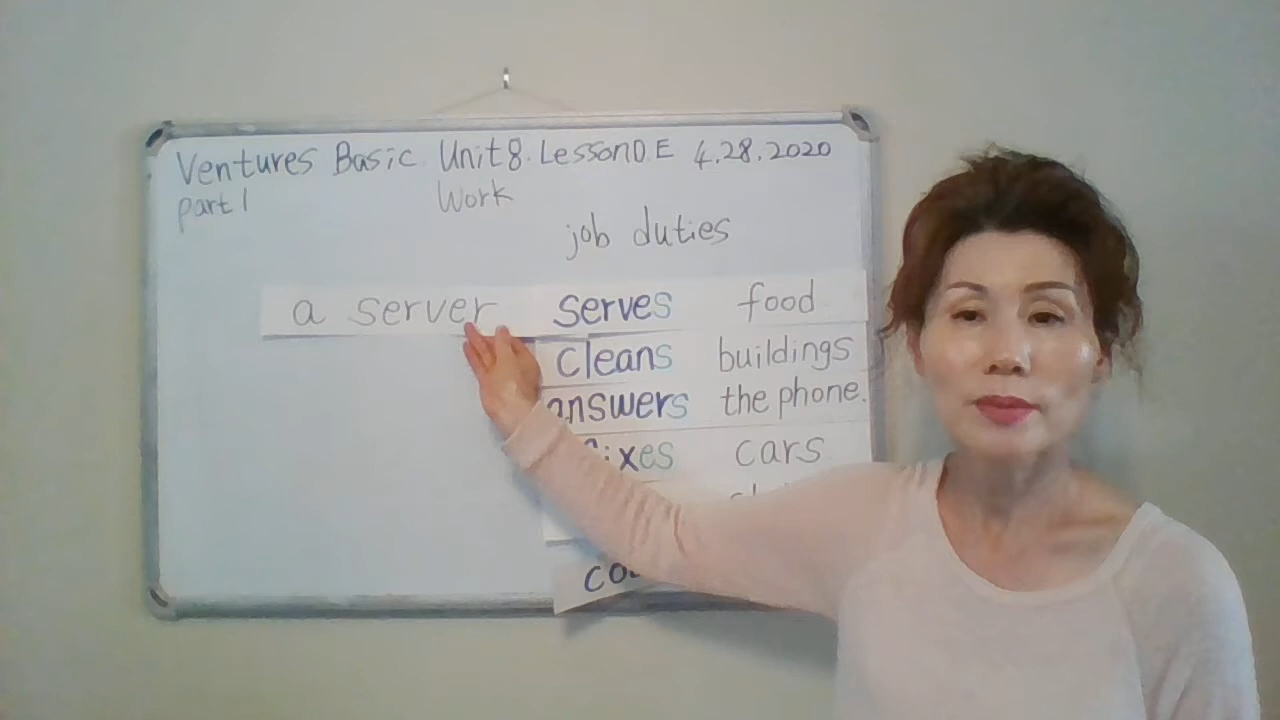 Ventures Basic Unit 8. Lesson D.E 4.28.2020
part 1 Work
job duties
a server serves food
cleans buildings
answers the phone.
cars